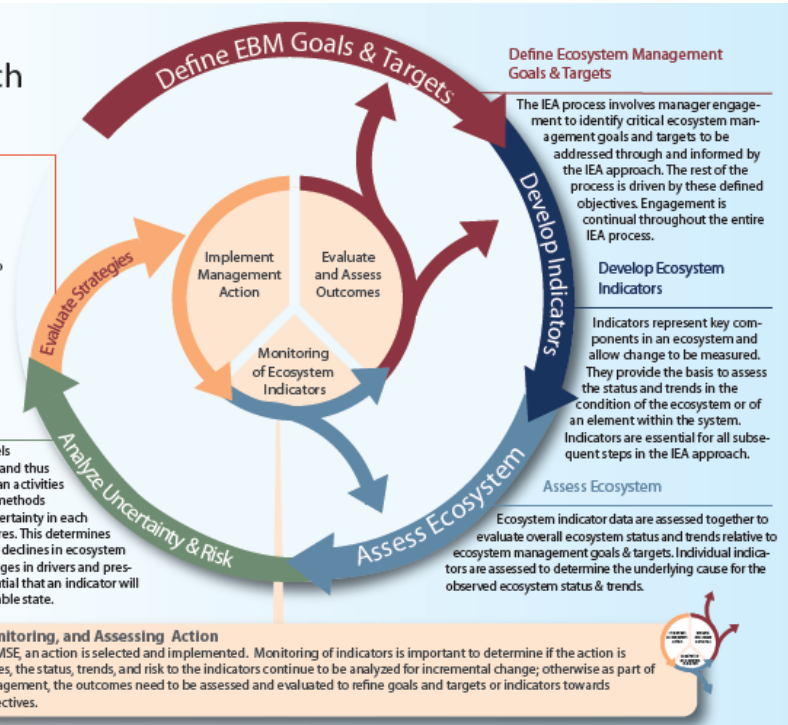 ch
Define EBM Goals & Targets
Develop Indicators
Assess Ecosystem
Analyze Uncertainty & Risk
Evaluate Strategies
Implement
Management
Action
Evaluate
and Assess
Outcomes
Monitoring
of Ecosystem
Indicators
Define Ecosystem Management
Goals & Targets
The IEA process involves manager engage-
ment to identify critical ecosystem man-
agement goals and targets to be
addressed through and informed by
the IEA approach. The rest of the
process is driven by these defined
objectives. Engagement is
continual throughout the entire
IEA process.
Develop Ecosystem
Indicators
Indicators represent key com-
ponents in an ecosystem and
allow change to be measured.
They provide the basis to assess
the status and trends in the
condition of the ecosystem or of
an element within the system.
Indicators are essential for all subse-
quent steps in the IEA approach.
Assess Ecosystem
Ecosystem indicator data are assessed together to
evaluate overall ecosystem status and trends relative to
ecosystem management goals & targets. Individual indica-
tors are assessed to determine the underlying cause for the
observed ecosystem status & trends.
els
and thus
an activities
methods
ertainty in each
res. This determines
declines in ecosystem
ges in drivers and pres-
tial that an indicator will
able state.
nitoring, and Assessing Action
MSE, an action is selected and implemented. Monitoring of indicators is important to determine if the action is
es, the status, trends, and risk to the indicators continue to be analyzed for incremental change; otherwise as part of
agement, the outcomes need to be assessed and evaluated to refine goals and targets or indicators towards
ectives.